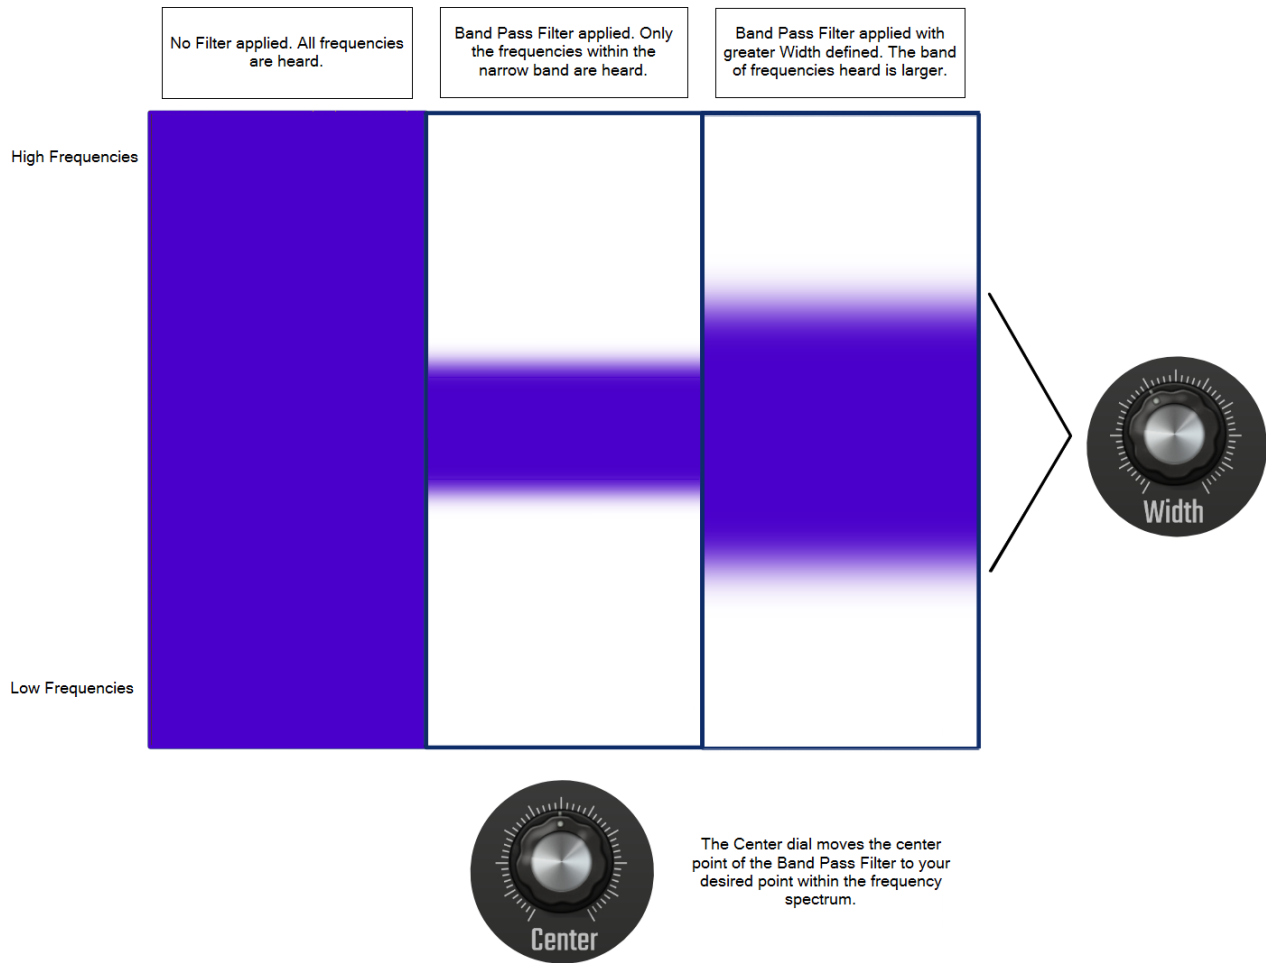 No Filter applied. All frequencies
are heard.
Band Pass Filter applied. Only
the frequencies within the
narrow band are heard.
Band Pass Filter applied with
greater Width defined. The band
of frequencies heard is larger.
High Frequencies
Width
Low Frequencies
The Center dial moves the center
point of the Band Pass Filter to your
desired point within the frequency
spectrum.
Center